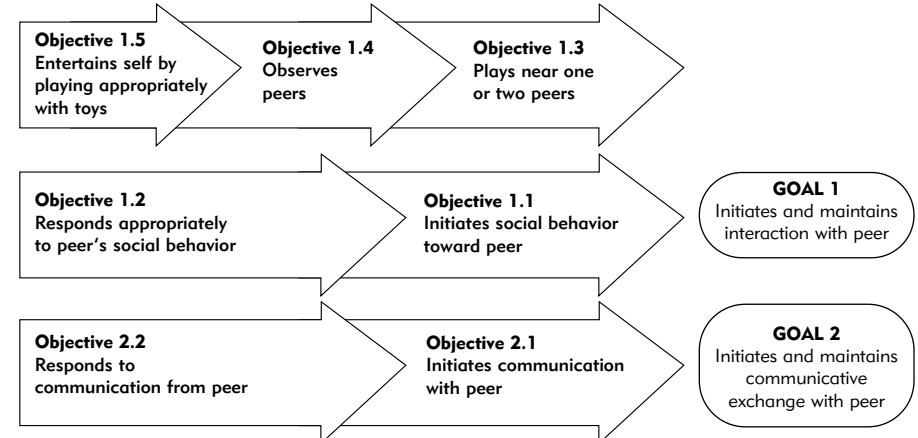 Objective 1.5
Entertains self by
playing appropriately
with toys
Objective 1.4
Observes
peers
Objective 1.3
Plays near one
or two peers
Objective 1.2
Responds appropriately
to peer’s social behavior
Objective 1.1
Initiates social behavior
toward peer
GOAL 1
Initiates and maintains
interaction with peer
Objective 2.2
Responds to
communication from peer
Objective 2.1
Initiates communication
with peer
GOAL 2
Initiates and maintains
communicative
exchange with peer